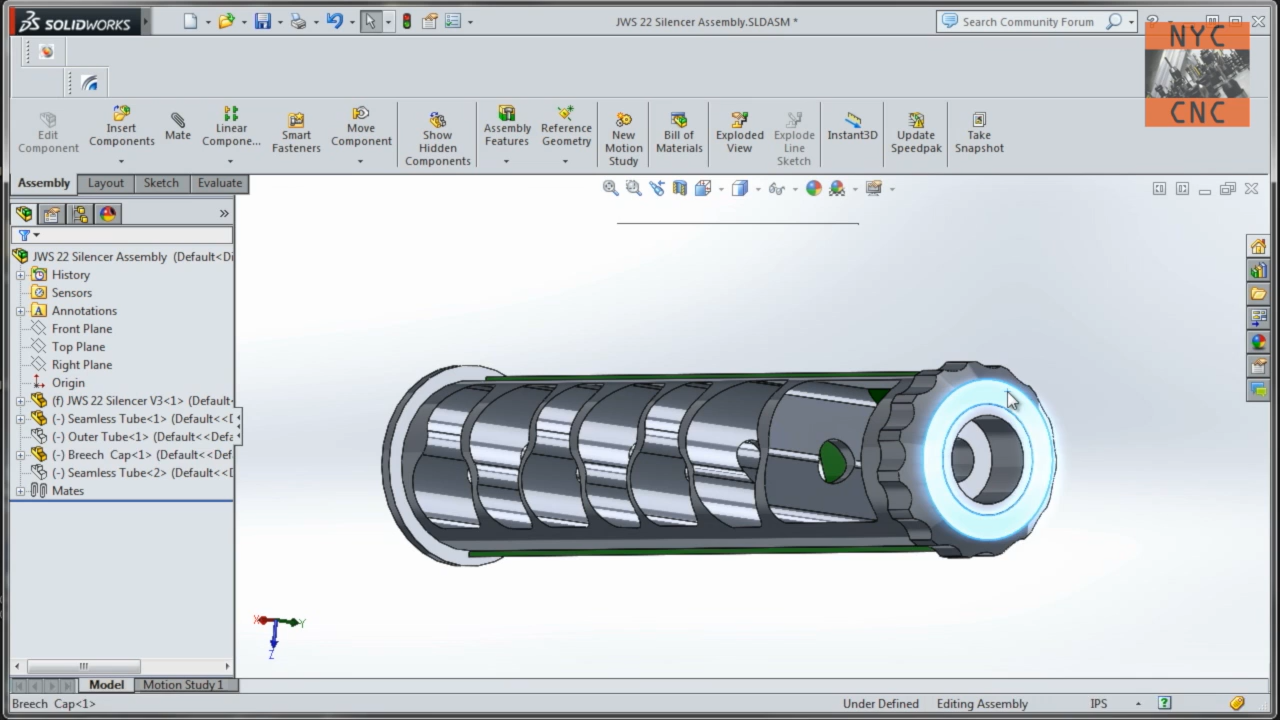 SOLIDWORKS
JWS 22 Silencer Assembly.SLDASM *
Search Community Forum
NYC
CNC
Edit Component
Insert Components
Mate
Linear Compone...
Smart Fasteners
Move Component
Show Hidden Components
Assembly Features
Reference Geometry
New Motion Study
Bill of Materials
Exploded View
Explode Line Sketch
Instant3D
Update Speedpak
Take Snapshot
Assembly
Layout
Sketch
Evaluate
JWS 22 Silencer Assembly (Default<Di
History
Sensors
Annotations
Front Plane
Top Plane
Right Plane
Origin
(f) JWS 22 Silencer V3<1> (Default
(-) Seamless Tube<1> (Default<<D
(-) Outer Tube<1> (Default<<Defa
(-) Breech Cap<1> (Default<<Def
(-) Seamless Tube<2> (Default<<D
Mates
X
Y
Z
Model
Motion Study 1
Breech Cap<1>
Under Defined
Editing Assembly
IPS